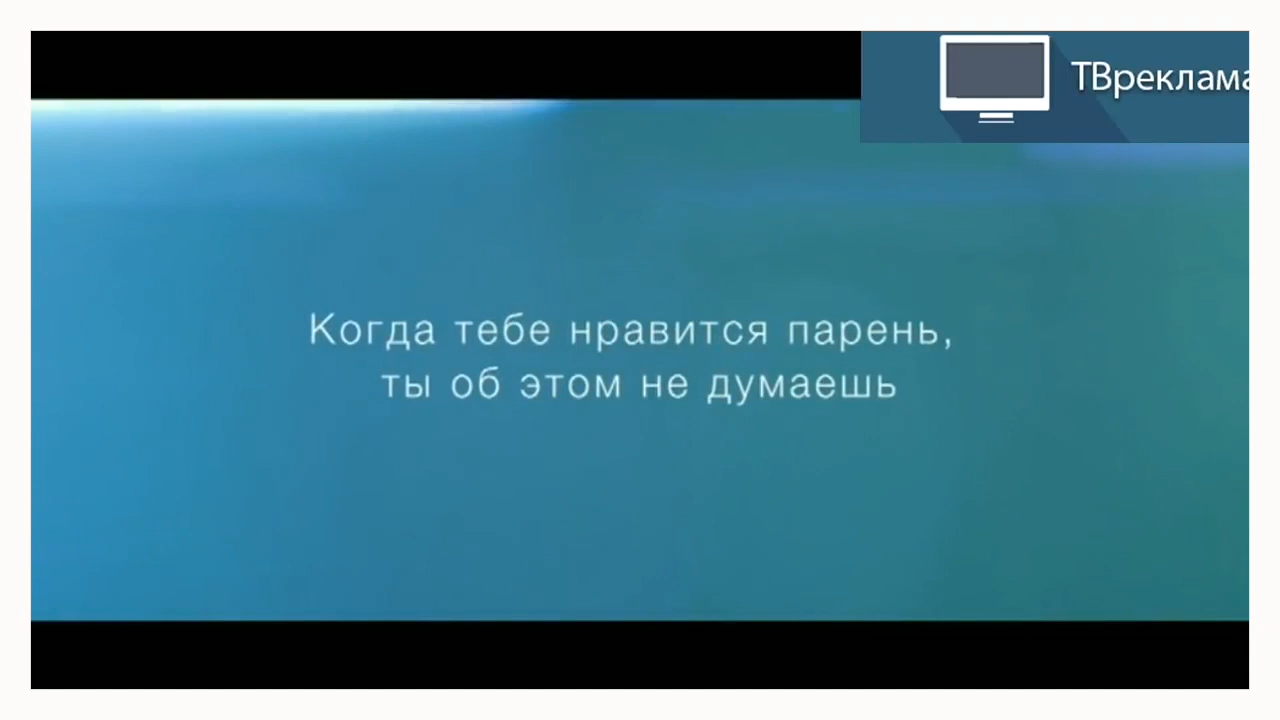 ТВреклама
Когда тебе нравится парень,
ты об этом не думаешь